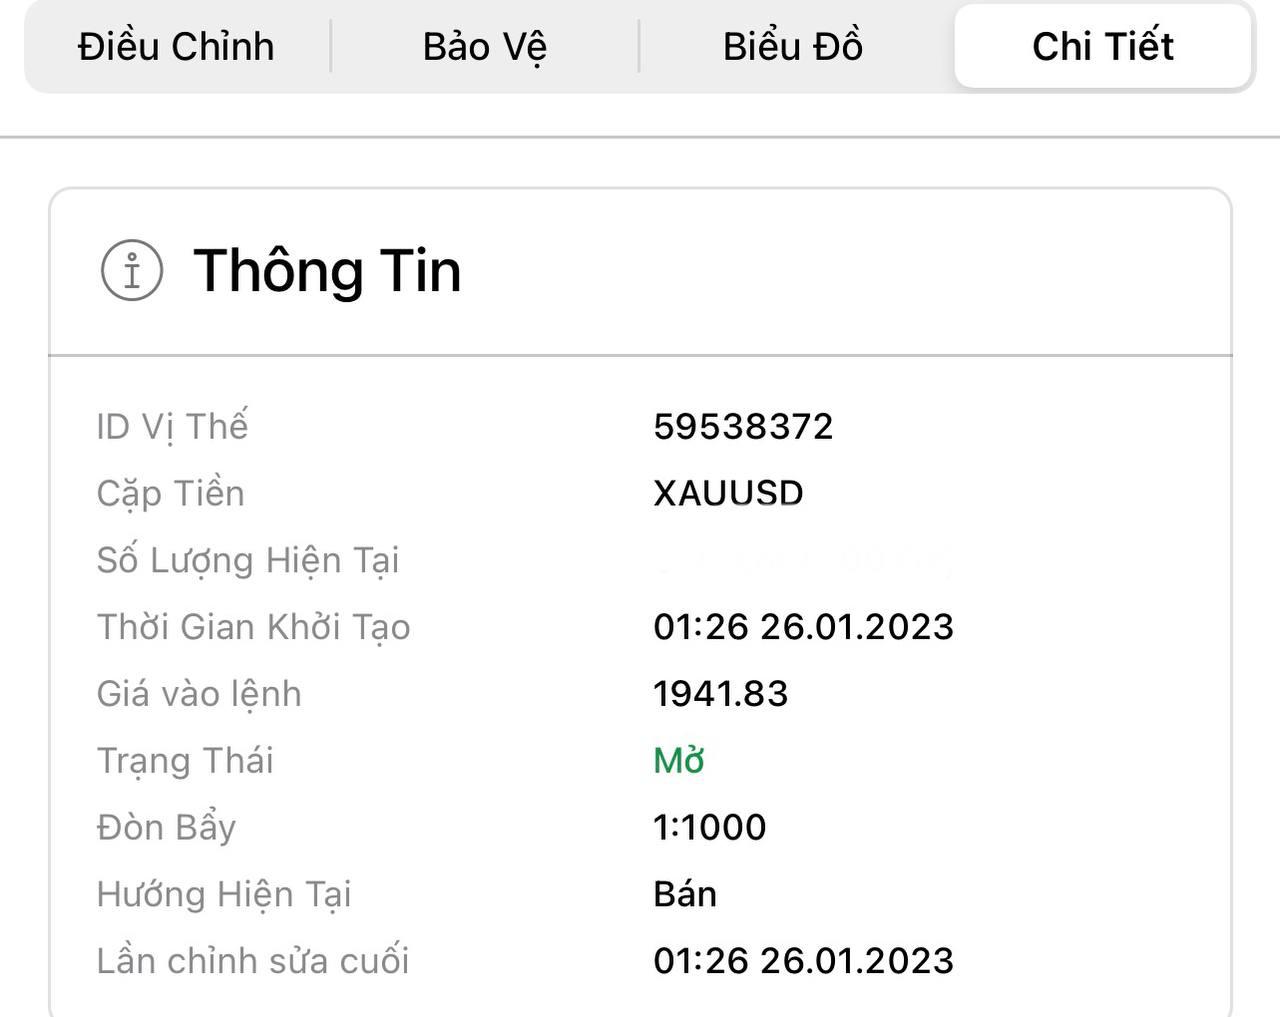 Điều Chỉnh Bảo Vệ Biểu Đồ Chi Tiết
Thông Tin
ID Vị Thế 59538372
Cặp Tiền XAUUSD
Số Lượng Hiện Tại
Thời Gian Khởi Tạo 01:26 26.01.2023
Giá vào lệnh 1941.83
Trạng Thái Mở
Đòn Bẩy 1:1000
Hướng Hiện Tại Bán
Lần chỉnh sửa cuối 01:26 26.01.2023